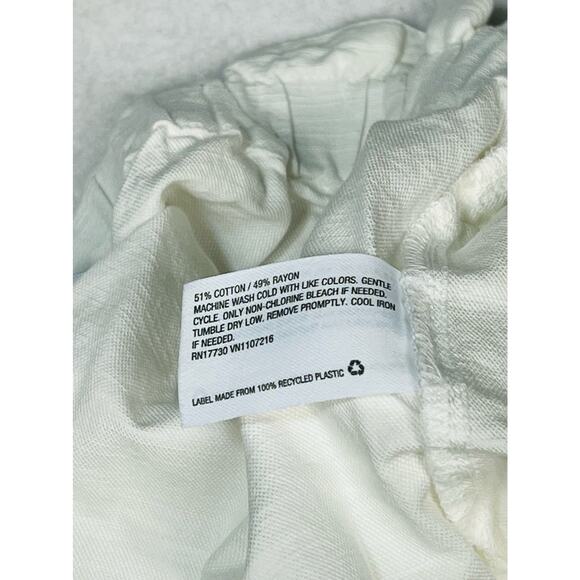 51% COTTON / 49% RAYON
MACHINE WASH COLD WITH LIKE COLORS. GENTLE
CYCLE. ONLY NON-CHLORINE BLEACH IF NEEDED.
TUMBLE DRY LOW. REMOVE PROMPTLY. COOL IRON
IF NEEDED.
RN17730 VN1107216
LABEL MADE FROM 100% RECYCLED PLASTIC